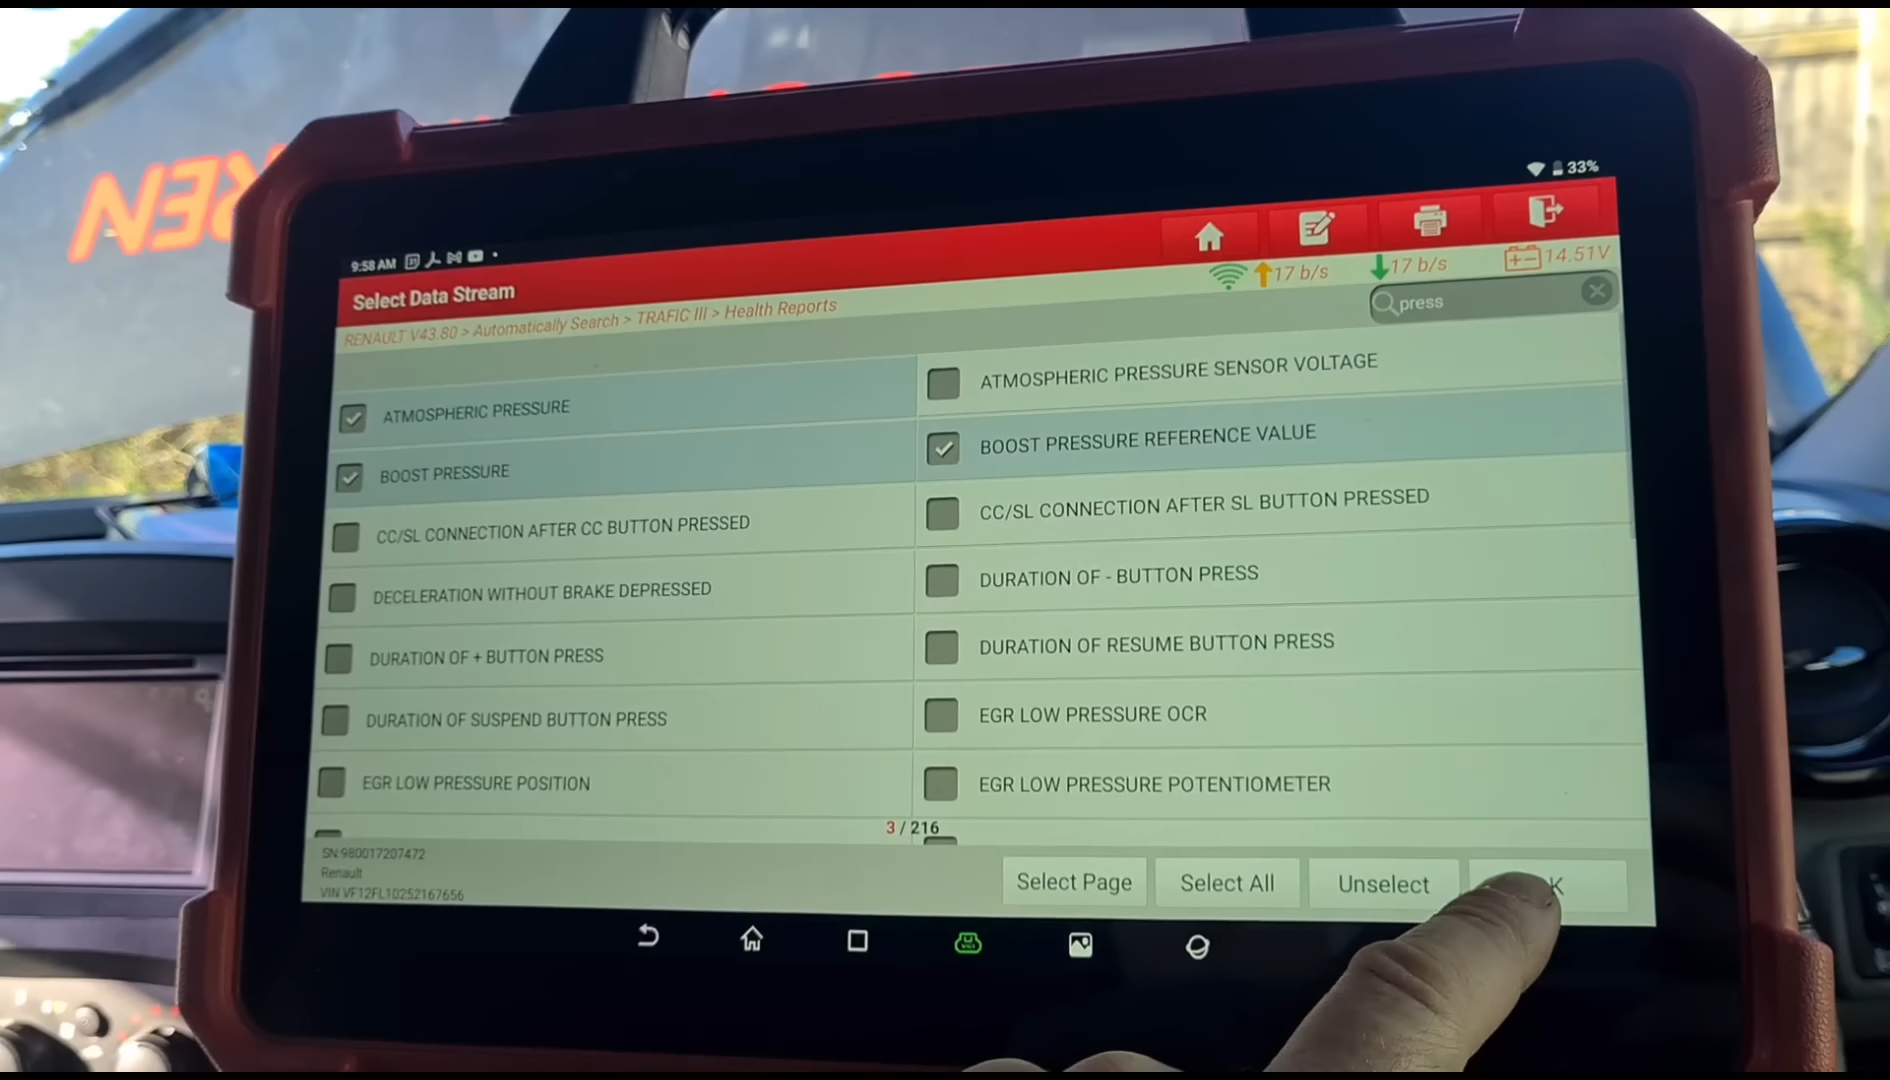 33%
9:58 AM
Select Data Stream
17 b/s
17 b/s
14.51V
RENAULT V43.80 > Automatically Search > TRAFIC III > Health Reports
press
ATMOSPHERIC PRESSURE
ATMOSPHERIC PRESSURE SENSOR VOLTAGE
BOOST PRESSURE
BOOST PRESSURE REFERENCE VALUE
CC/SL CONNECTION AFTER CC BUTTON PRESSED
CC/SL CONNECTION AFTER SL BUTTON PRESSED
DECELERATION WITHOUT BRAKE DEPRESSED
DURATION OF - BUTTON PRESS
DURATION OF + BUTTON PRESS
DURATION OF RESUME BUTTON PRESS
DURATION OF SUSPEND BUTTON PRESS
EGR LOW PRESSURE OCR
EGR LOW PRESSURE POSITION
EGR LOW PRESSURE POTENTIOMETER
3 / 216
SN:980017207472
Renault
VIN VF12FL10252167656
Select Page
Select All
Unselect